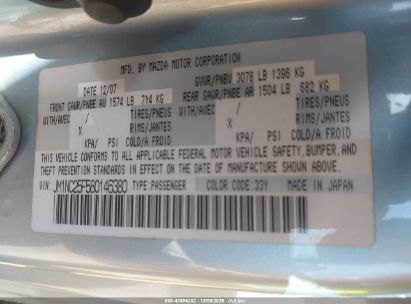 MFD. BY MAZDA MOTOR CORPORATION
DATE 12/07 GVWR/PNBV 3078 LB 1396 KG
FRONT GAWR/PNBE AV 1574 LB 714 KG REAR GAWR/PNBE AR 1504 LB 682 KG
WITH/AVEC / TIRES/PNEUS WITH/AVEC / TIRES/PNEUS
X RIMS/JANTES X RIMS/JANTES
KPA/ PSI COLD/A FROID KPA/ PSI COLD/A FROID
THIS VEHICLE CONFORMS TO ALL APPLICABLE FEDERAL MOTOR VEHICLE SAFETY, BUMPER, AND
THEFT PREVENTION STANDARDS IN EFFECT ON THE DATE OF MANUFACTURE SHOWN ABOVE.
VIN: JM1NC25F580146380 TYPE:PASSENGER COLOR CODE:33Y MADE IN JAPAN